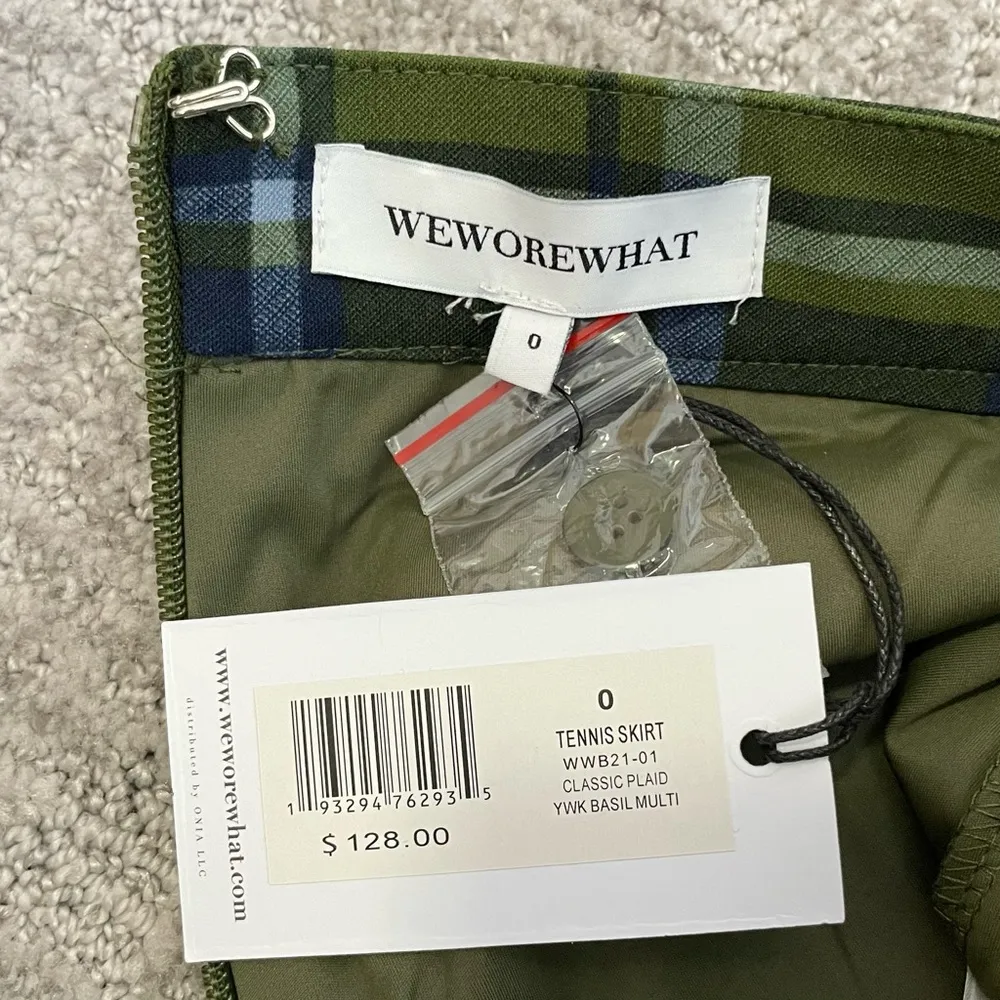 WEWOREWHAT
0
www.weworewhat.com
distributed by ONIA LLC
1 93294 76293 5
$ 128.00
0
TENNIS SKIRT
WWB21-01
CLASSIC PLAID
YWK BASIL MULTI